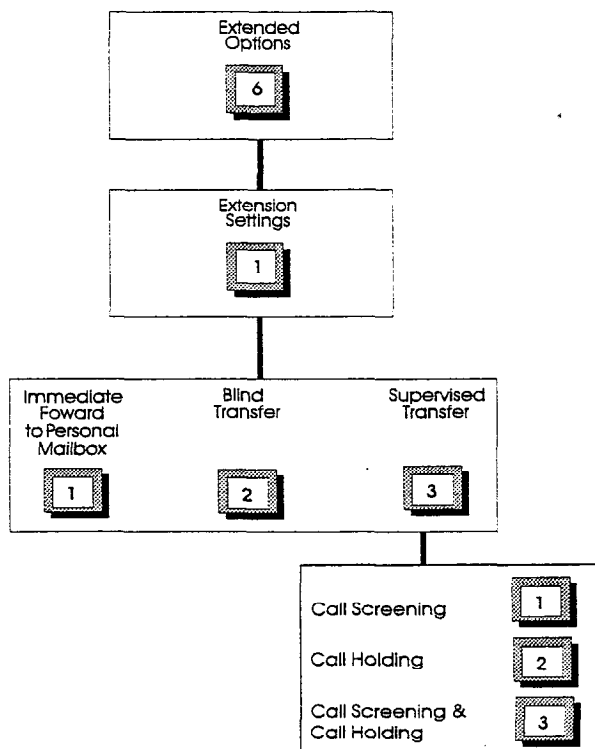 Extended
Options
6
Extension
Settings
1
Immediate
Foward
to Personal
Mailbox
1
Blind
Transfer
2
Supervised
Transfer
3
Call Screening
1
Call Holding
2
Call Screening &
Call Holding
3